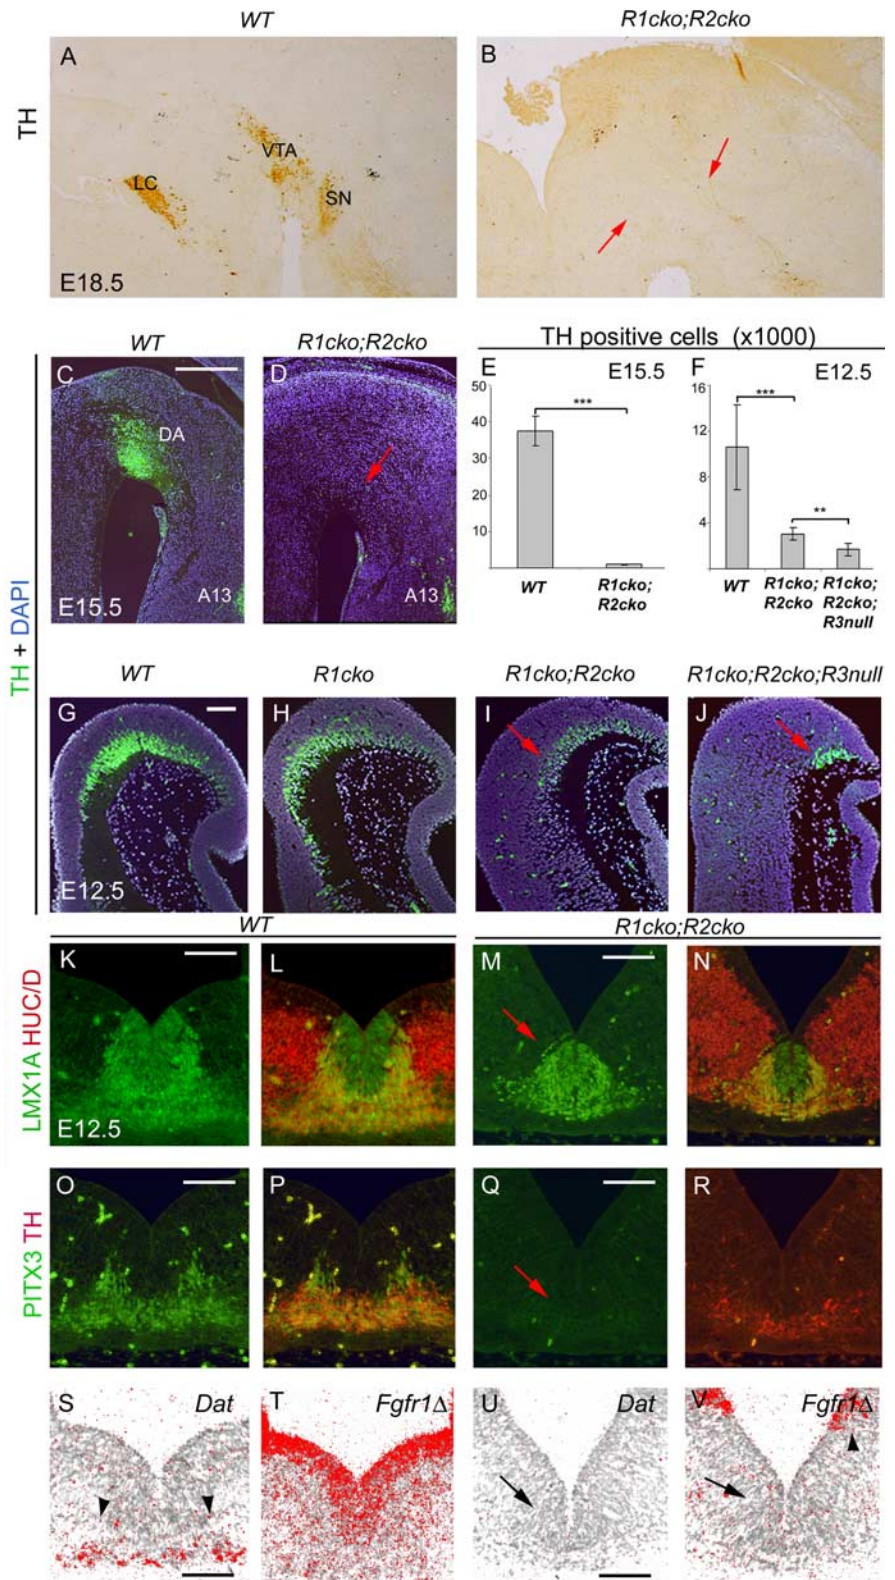 WT R1cko;R2cko
TH
A B
VTA
LC
SN
E18.5
WT R1cko;R2cko TH positive cells (x1000)
C D E E15.5 F E12.5
50 16
*** ***
DA
40 12
30
8 **
20
4
10
A13 A13
E15.5
WT R1cko; WT R1cko; R1cko;
R2cko R2cko R2cko;
R3null
TH + DAPI
WT R1cko R1cko;R2cko R1cko;R2cko;R3null
G H I J
E12.5
WT R1cko;R2cko
LMX1A HUC/D
K L M N
E12.5
PITX3 TH
O P Q R
S Dat T Fgfr1Δ U Dat V Fgfr1Δ